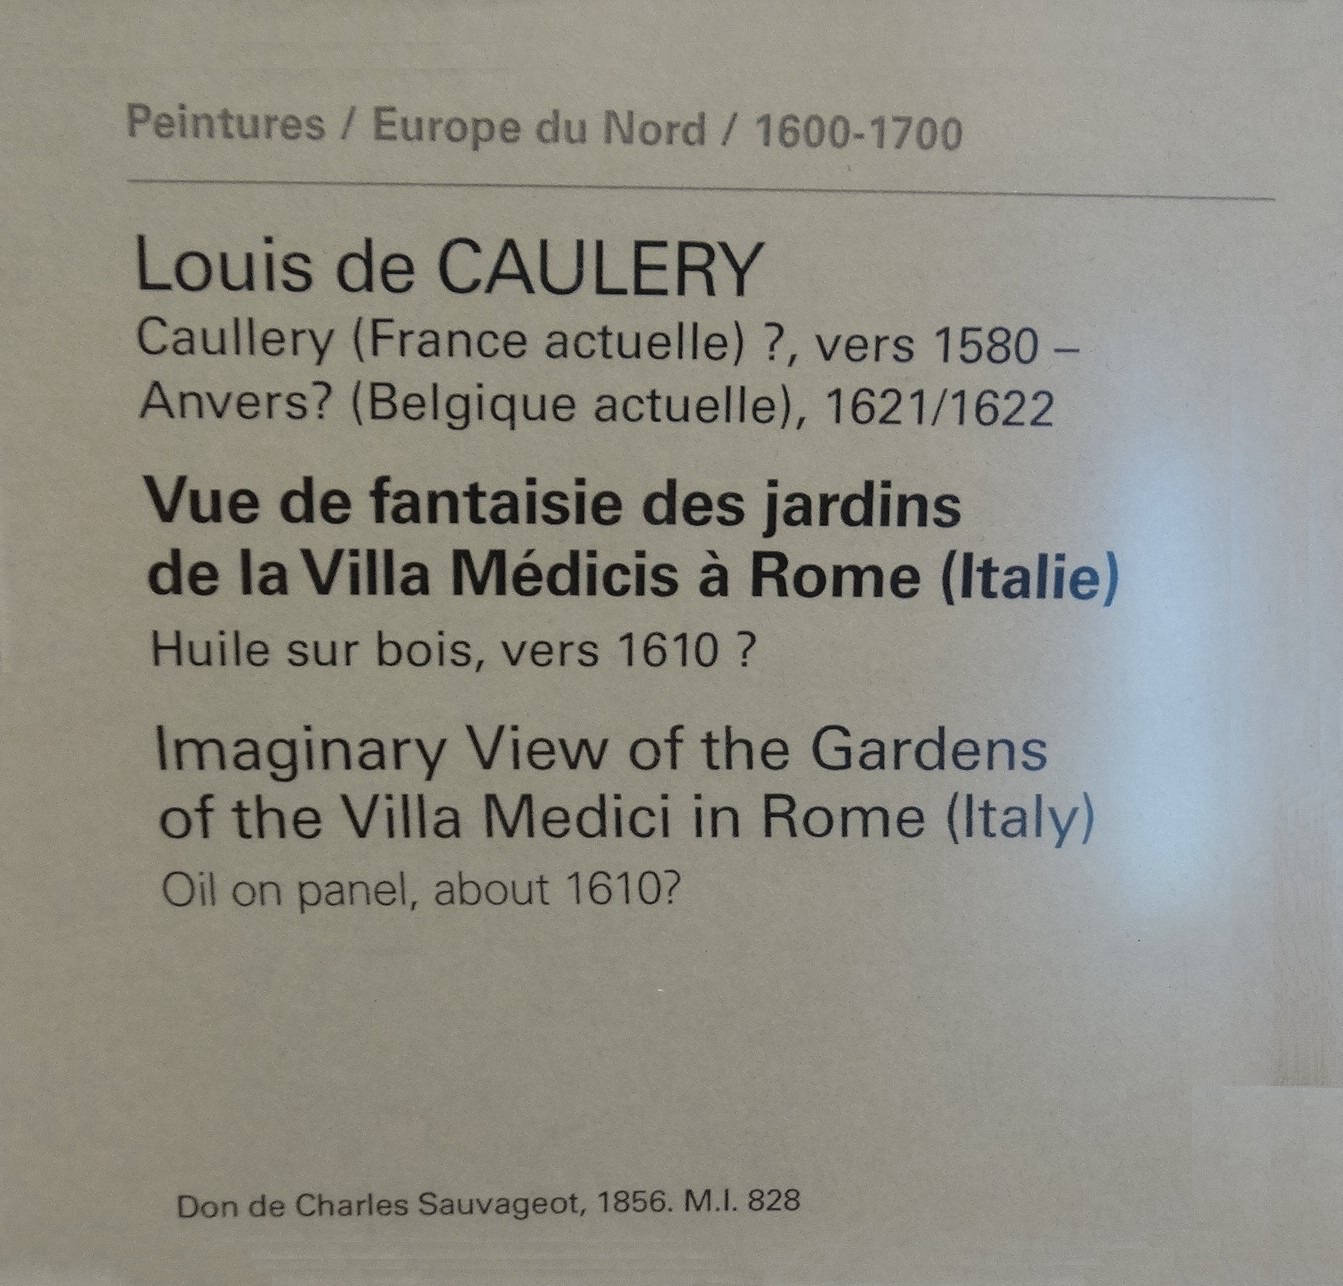 Peintures / Europe du Nord / 1600-1700
Louis de CAULERY
Caullery (France actuelle) ?, vers 1580 –
Anvers? (Belgique actuelle), 1621/1622
Vue de fantaisie des jardins
de la Villa Médicis à Rome (Italie)
Huile sur bois, vers 1610 ?
Imaginary View of the Gardens
of the Villa Medici in Rome (Italy)
Oil on panel, about 1610?
Don de Charles Sauvageot, 1856. M.I. 828